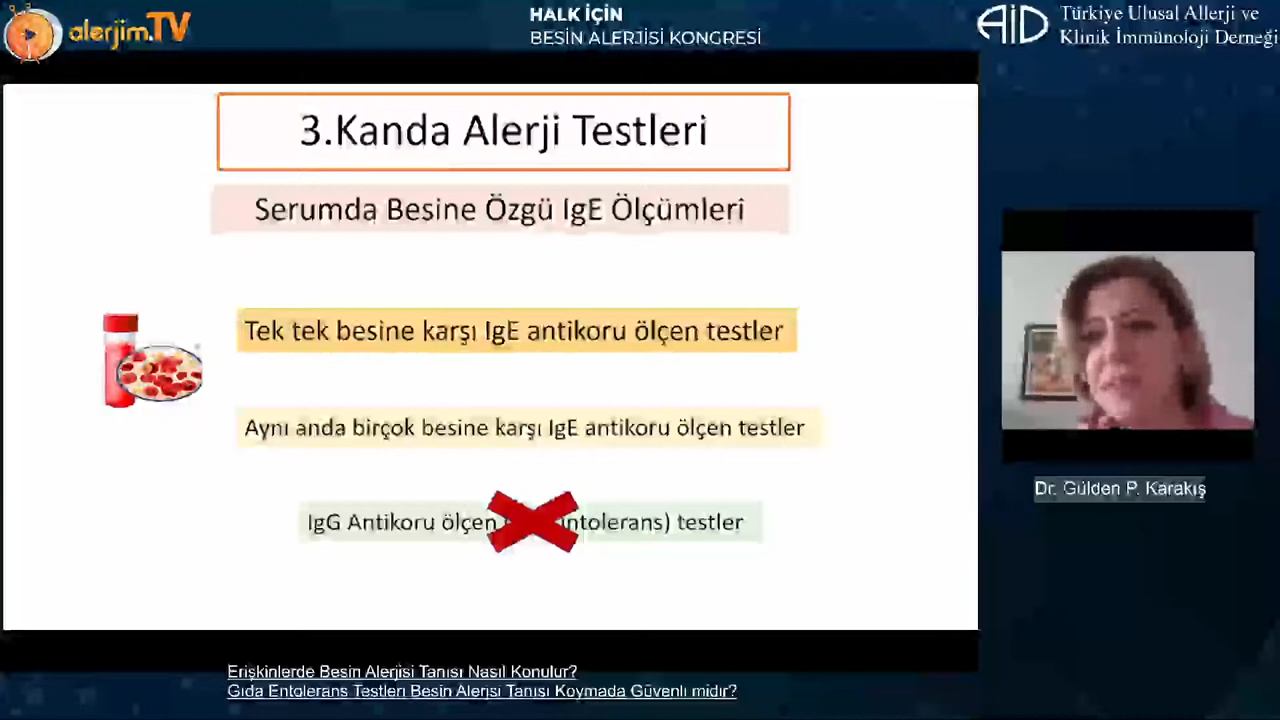 alerjim.TV
HALK İÇİN
BESİN ALERJİSİ KONGRESİ
AİD
Türkiye Ulusal Allerji ve
Klinik İmmünoloji Derneği
3.Kanda Alerji Testleri
Serumda Besine Özgü IgE Ölçümleri
Tek tek besine karşı IgE antikoru ölçen testler
Aynı anda birçok besine karşı IgE antikoru ölçen testler
IgG Antikoru ölçen intolerans) testler
Dr. Gülden P. Karakış
Erişkinlerde Besin Alerjisi Tanısı Nasıl Konulur?
Gıda Entolerans Testleri Besin Alerjsi Tanısı Koymada Güvenli midir?